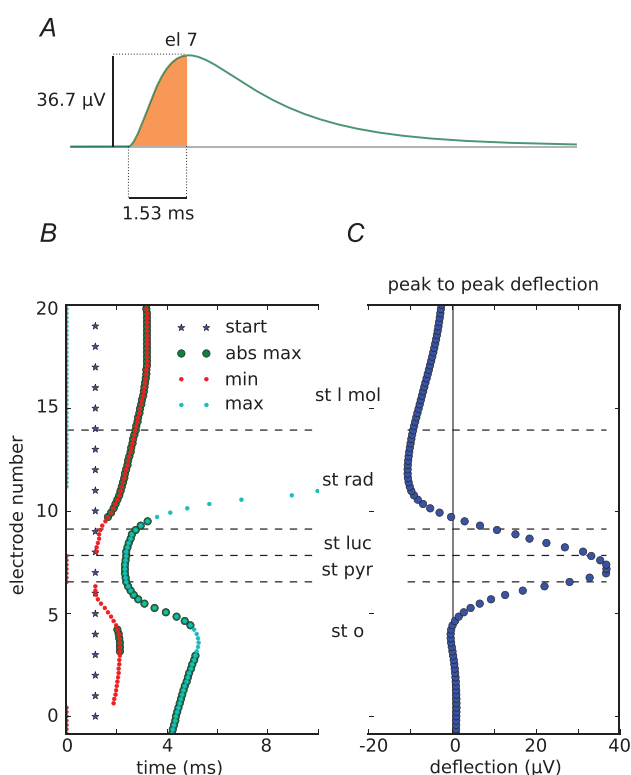 A
el 7
36.7 µV
1.53 ms
B
C
peak to peak deflection
20
15
10
5
0
electrode number
start
abs max
min
max
st l mol
st rad
st luc
st pyr
st o
0 4 8
time (ms)
-20 0 20 40
deflection (µV)